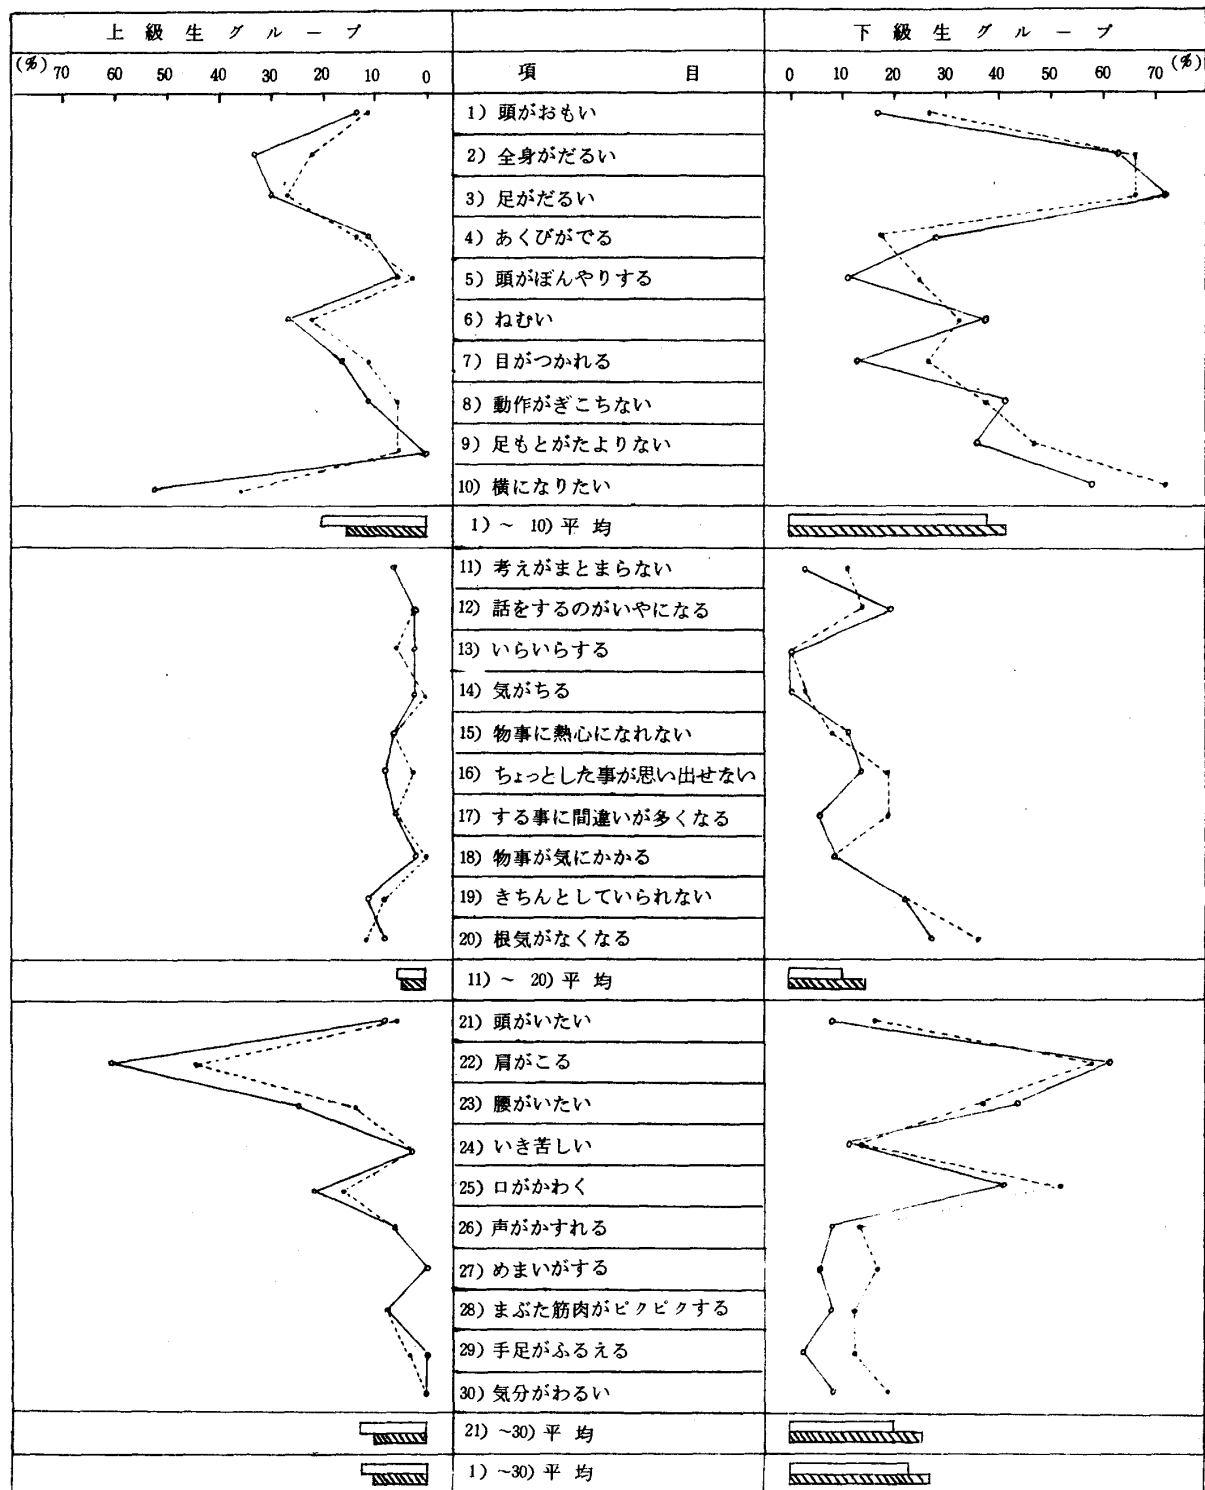 上級生グループ 下級生グループ
(%) 70 60 50 40 30 20 10 0 項目 0 10 20 30 40 50 60 70 (%)
1) 頭がおもい
2) 全身がだるい
3) 足がだるい
4) あくびがでる
5) 頭がぼんやりする
6) ねむい
7) 目がつかれる
8) 動作がぎこちない
9) 足もとがたよりない
10) 横になりたい
1) ~ 10) 平均
11) 考えがまとまらない
12) 話をするのがいやになる
13) いらいらする
14) 気がちる
15) 物事に熱心になれない
16) ちょっとした事が思い出せない
17) する事に間違いが多くなる
18) 物事が気にかかる
19) きちんとしていられない
20) 根気がなくなる
11) ~ 20) 平均
21) 頭がいたい
22) 肩がこる
23) 腰がいたい
24) いき苦しい
25) 口がかわく
26) 声がかすれる
27) めまいがする
28) まぶた筋肉がピクピクする
29) 手足がふるえる
30) 気分がわるい
21) ~30) 平均
1) ~30) 平均